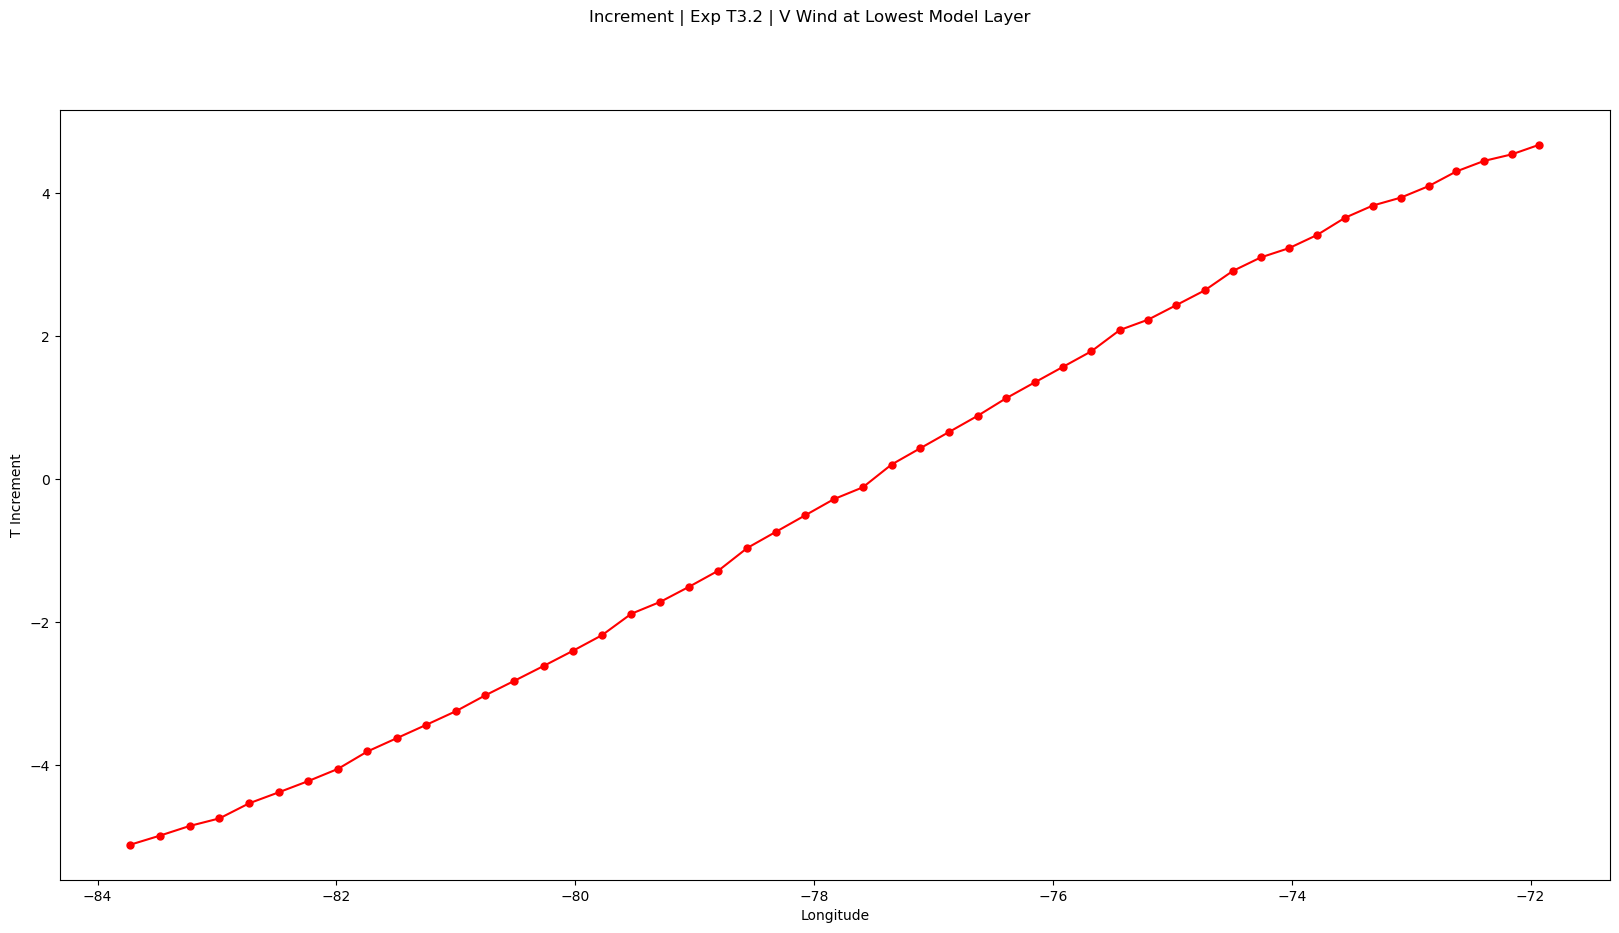 Increment | Exp T3.2 | V Wind at Lowest Model Layer
T Increment
4
2
0
−2
−4
−84 −82 −80 −78 −76 −74 −72
Longitude